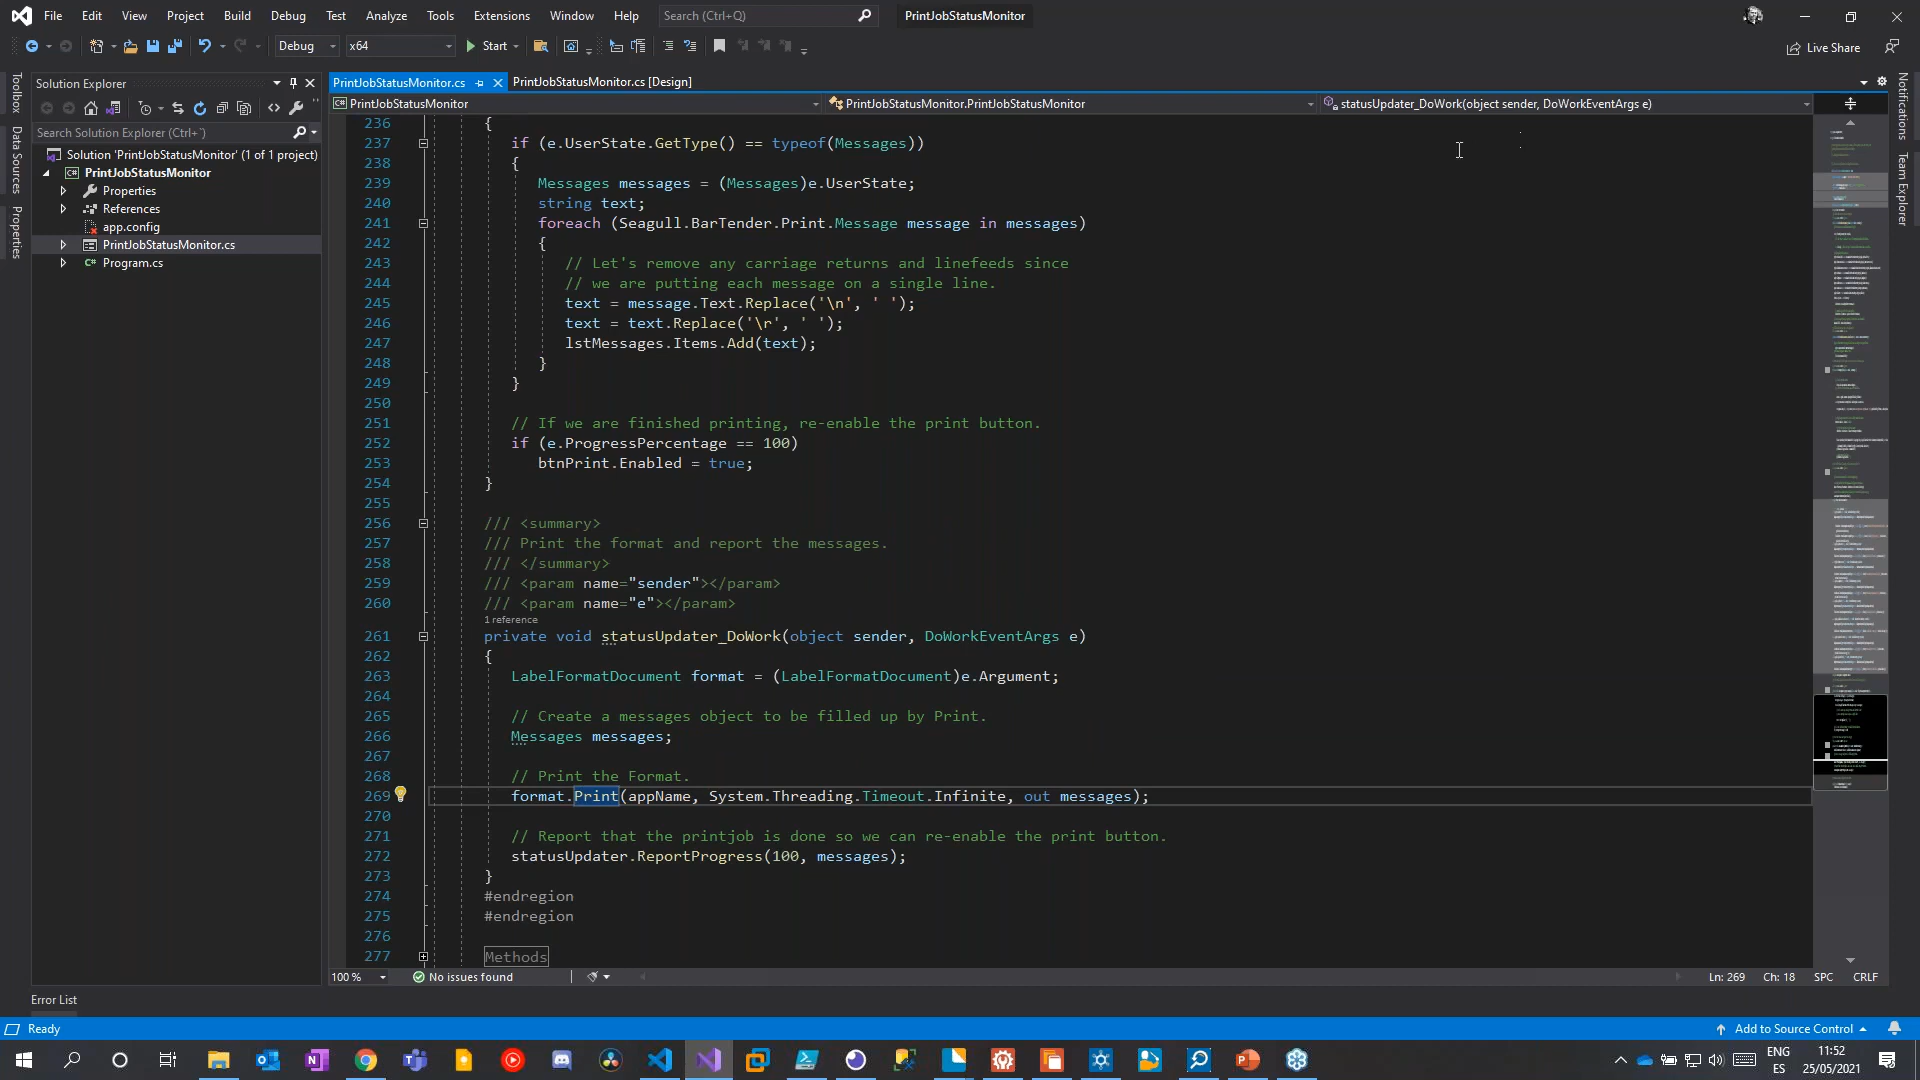 File Edit View Project Build Debug Test Analyze Tools Extensions Window Help Search (Ctrl+Q) PrintJobStatusMonitor
Debug x64 Start Live Share
Toolbox
Data Sources
Properties
Solution Explorer
Search Solution Explorer (Ctrl+')
Solution 'PrintJobStatusMonitor' (1 of 1 project)
PrintJobStatusMonitor
Properties
References
app.config
PrintJobStatusMonitor.cs
Program.cs
PrintJobStatusMonitor.cs PrintJobStatusMonitor.cs [Design]
PrintJobStatusMonitor PrintJobStatusMonitor.PrintJobStatusMonitor statusUpdater_DoWork(object sender, DoWorkEventArgs e)
236 {
237 if (e.UserState.GetType() == typeof(Messages))
238 {
239 Messages messages = (Messages)e.UserState;
240 string text;
241 foreach (Seagull.BarTender.Print.Message message in messages)
242 {
243 // Let's remove any carriage returns and linefeeds since
244 // we are putting each message on a single line.
245 text = message.Text.Replace('\n', ' ');
246 text = text.Replace('\r', ' ');
247 lstMessages.Items.Add(text);
248 }
249 }
250
251 // If we are finished printing, re-enable the print button.
252 if (e.ProgressPercentage == 100)
253 btnPrint.Enabled = true;
254 }
255
256 /// <summary>
257 /// Print the format and report the messages.
258 /// </summary>
259 /// <param name="sender"></param>
260 /// <param name="e"></param>
1 reference
261 private void statusUpdater_DoWork(object sender, DoWorkEventArgs e)
262 {
263 LabelFormatDocument format = (LabelFormatDocument)e.Argument;
264
265 // Create a messages object to be filled up by Print.
266 Messages messages;
267
268 // Print the Format.
269 format.Print(appName, System.Threading.Timeout.Infinite, out messages);
270
271 // Report that the printjob is done so we can re-enable the print button.
272 statusUpdater.ReportProgress(100, messages);
273 }
274 #endregion
275 #endregion
276
277 Methods
100 % No issues found Ln: 269 Ch: 18 SPC CRLF
Notifications
Team Explorer
Error List
Ready Add to Source Control
ENG
ES
11:52
25/05/2021